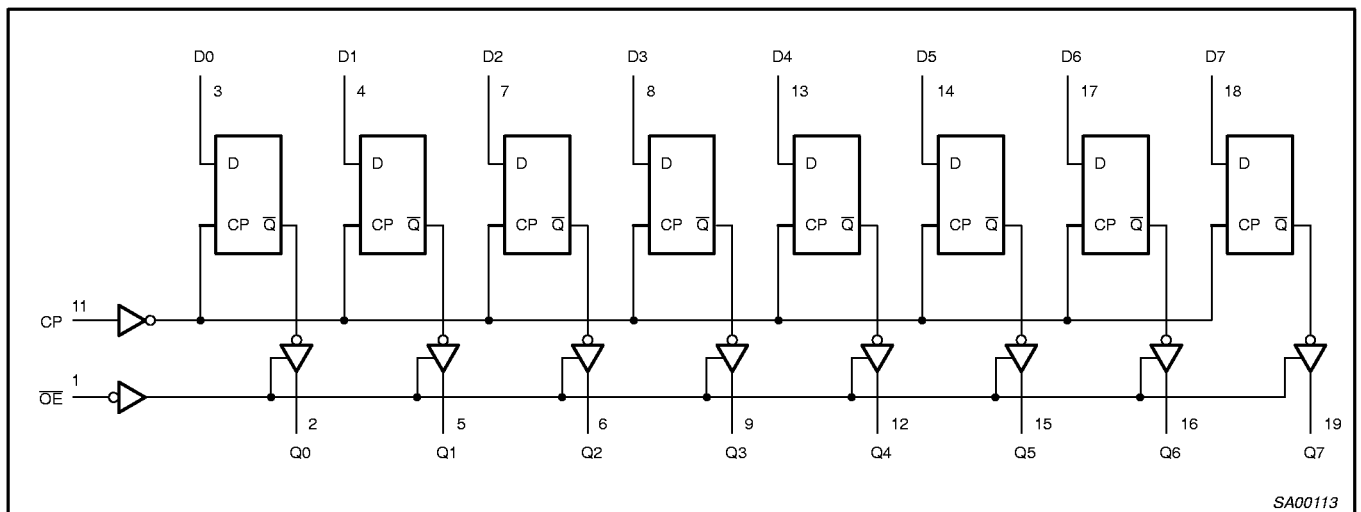 D0 D1 D2 D3 D4 D5 D6 D7
3 4 7 8 13 14 17 18
D D D D D D D D
CP Q̅ CP Q̅ CP Q̅ CP Q̅ CP Q̅ CP Q̅ CP Q̅ CP Q̅
11
CP
1
O̅E̅
2 5 6 9 12 15 16 19
Q0 Q1 Q2 Q3 Q4 Q5 Q6 Q7
SA00113